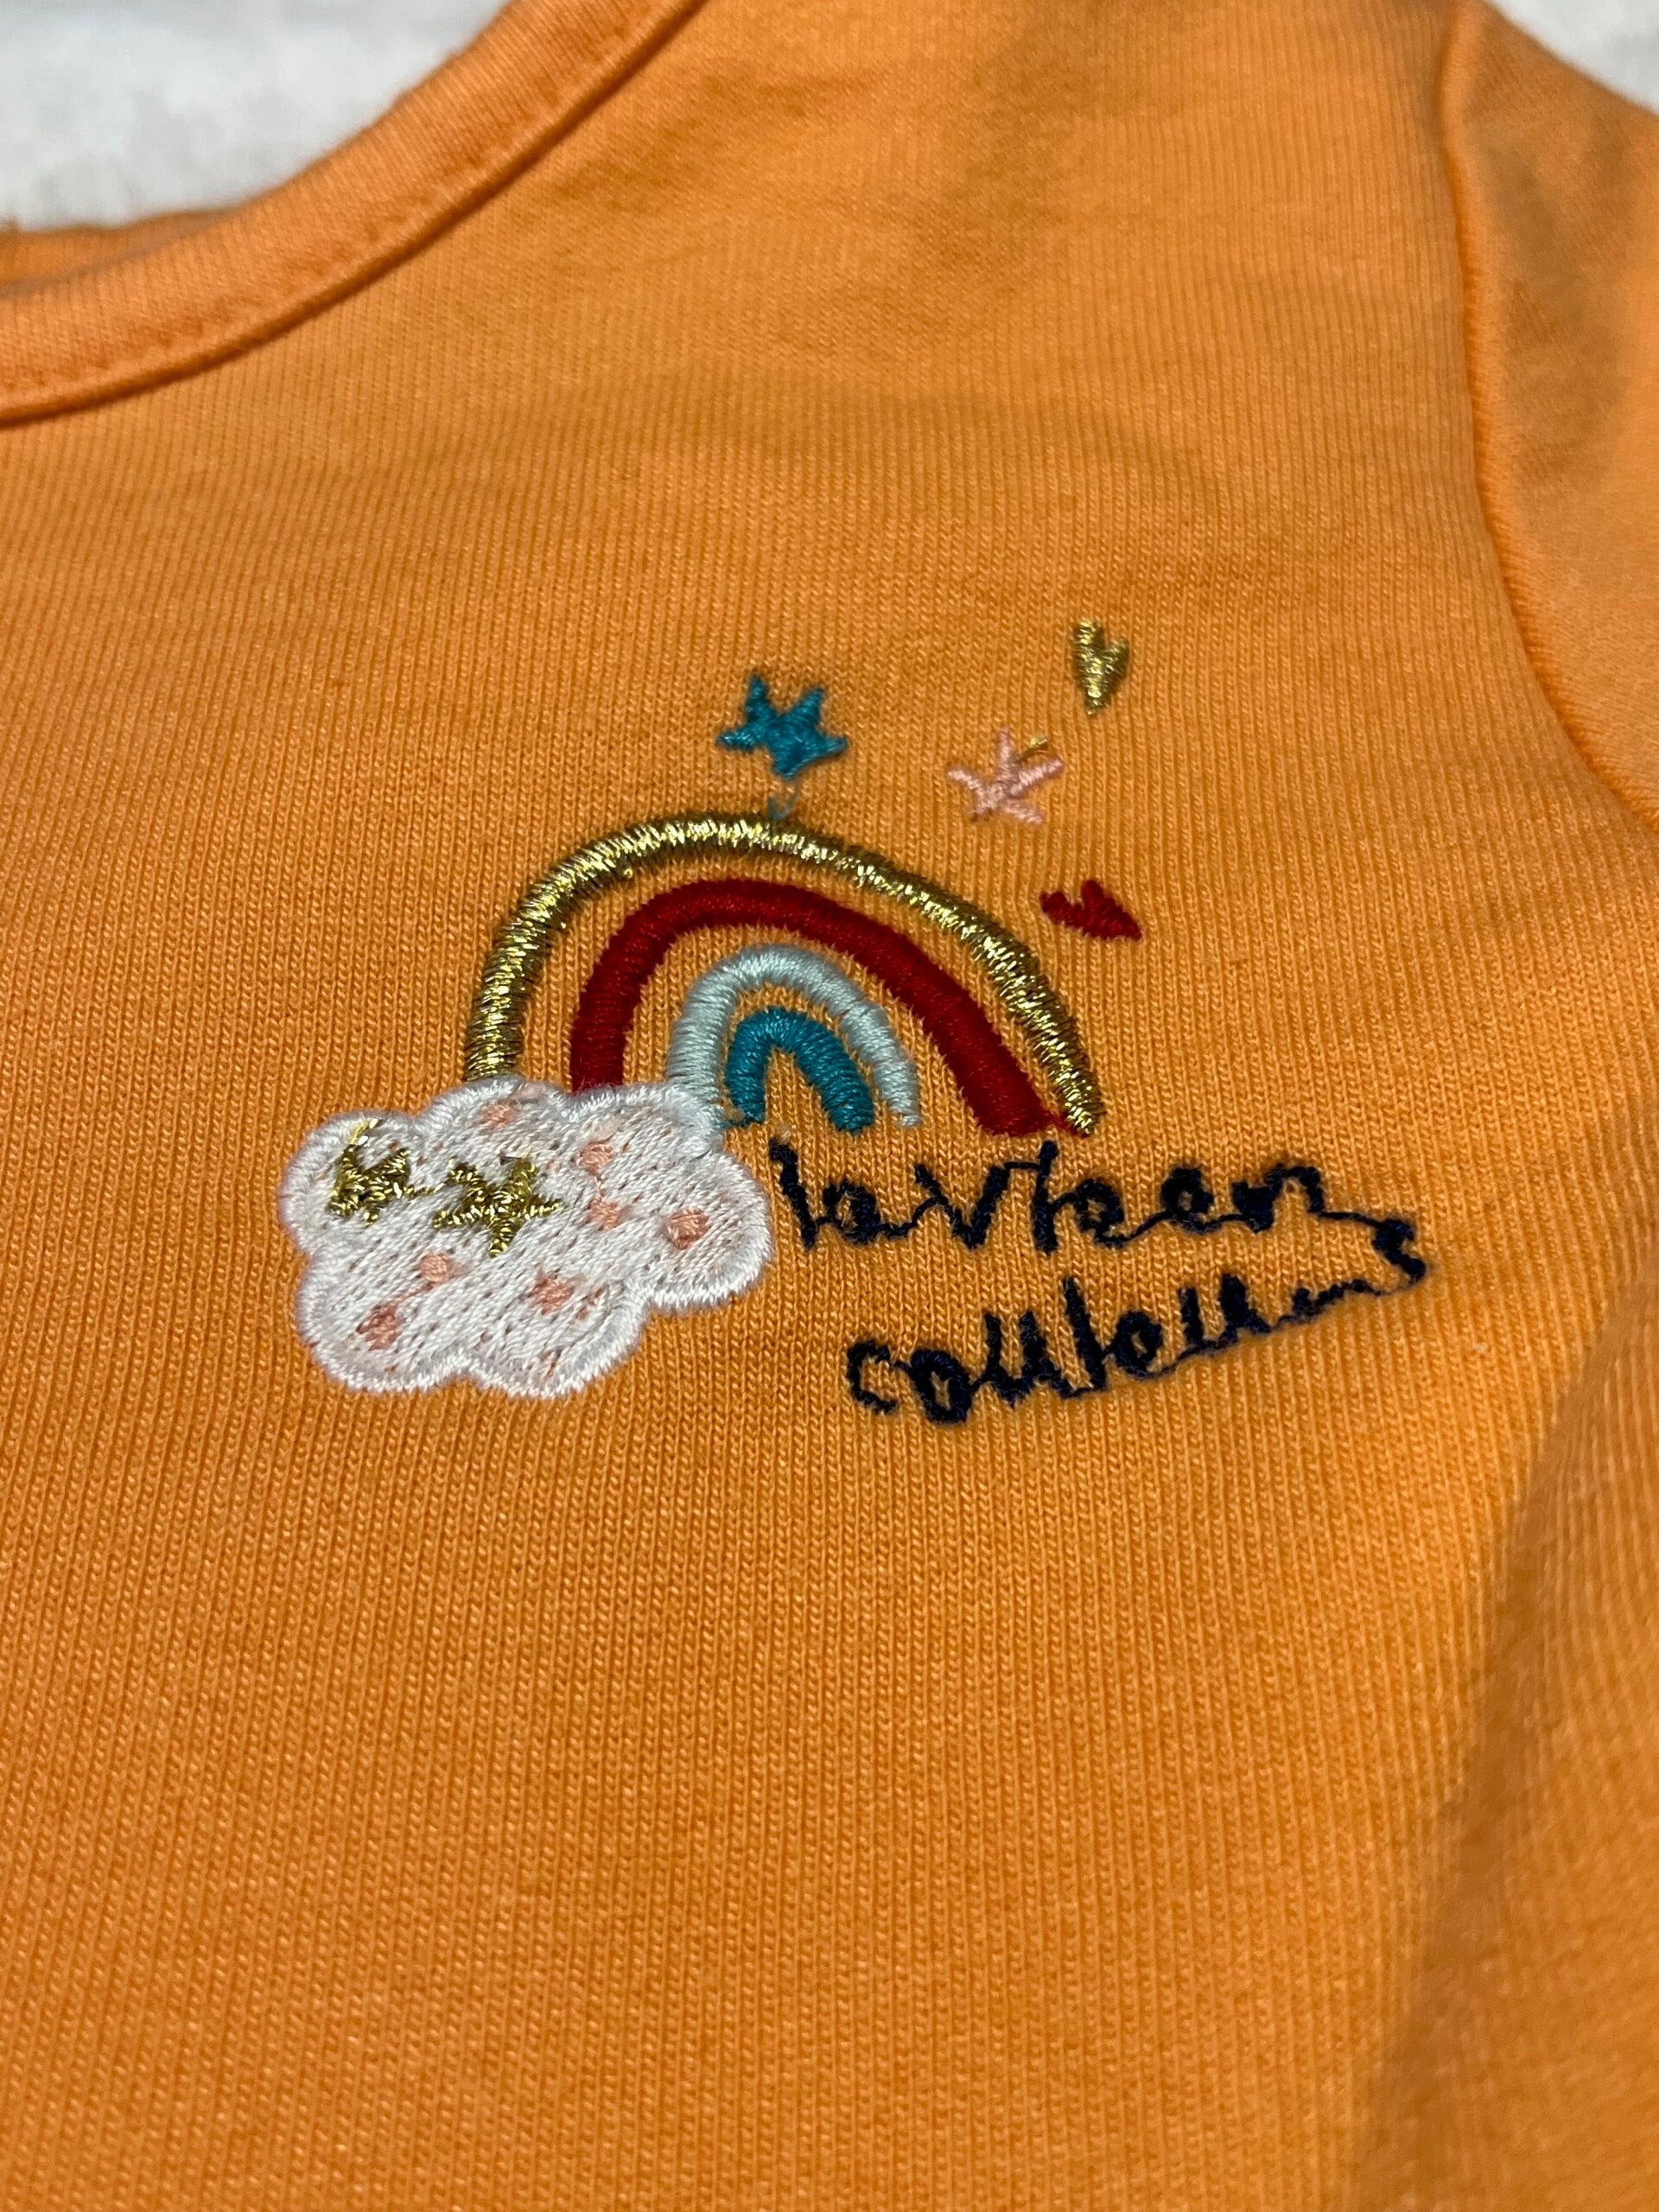 la vie en
couleurs